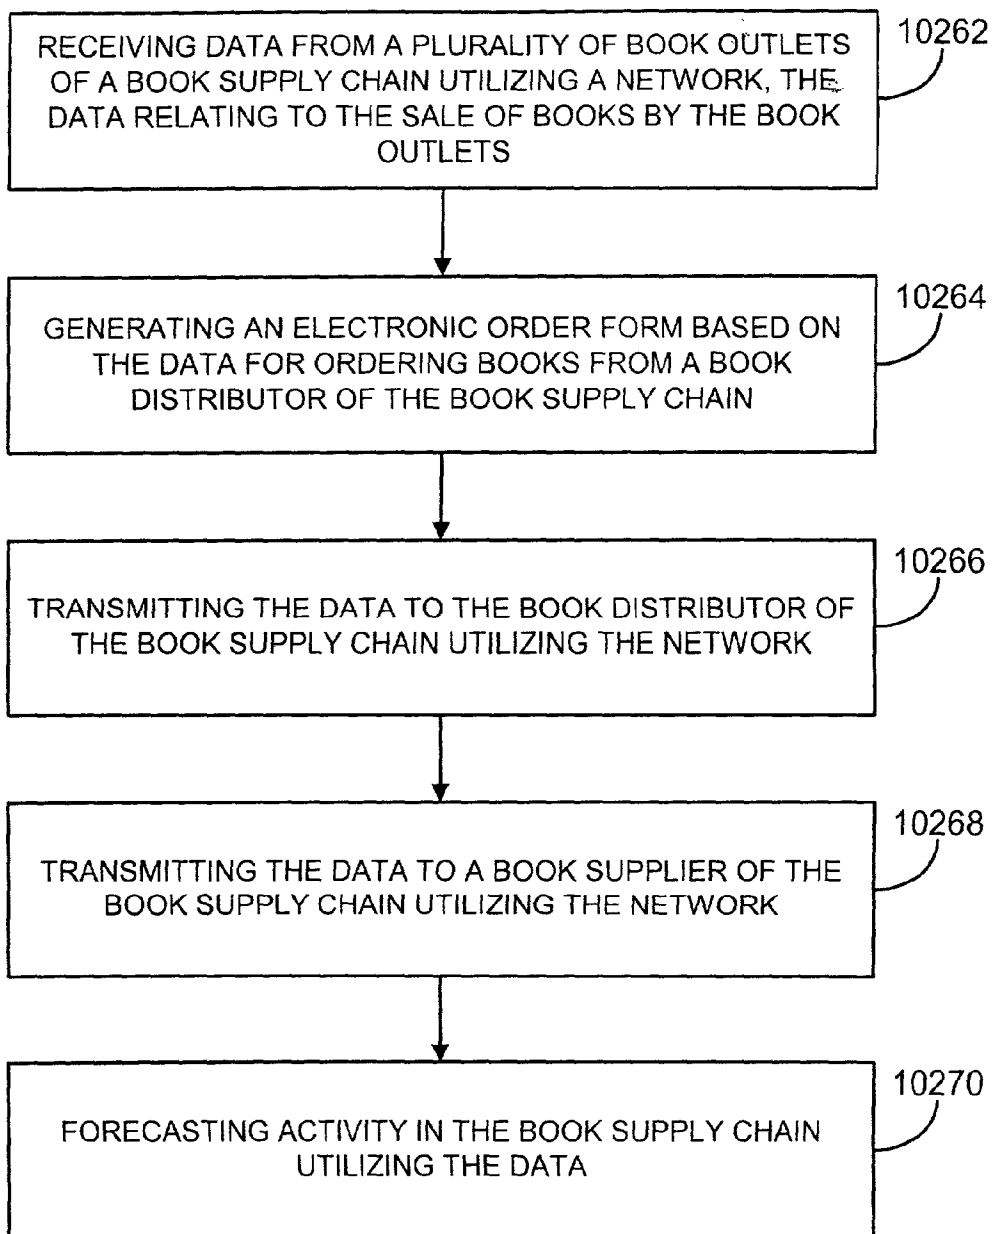 RECEIVING DATA FROM A PLURALITY OF BOOK OUTLETS
OF A BOOK SUPPLY CHAIN UTILIZING A NETWORK, THE
DATA RELATING TO THE SALE OF BOOKS BY THE BOOK
OUTLETS
10262
GENERATING AN ELECTRONIC ORDER FORM BASED ON
THE DATA FOR ORDERING BOOKS FROM A BOOK
DISTRIBUTOR OF THE BOOK SUPPLY CHAIN
10264
TRANSMITTING THE DATA TO THE BOOK DISTRIBUTOR OF
THE BOOK SUPPLY CHAIN UTILIZING THE NETWORK
10266
TRANSMITTING THE DATA TO A BOOK SUPPLIER OF THE
BOOK SUPPLY CHAIN UTILIZING THE NETWORK
10268
FORECASTING ACTIVITY IN THE BOOK SUPPLY CHAIN
UTILIZING THE DATA
10270